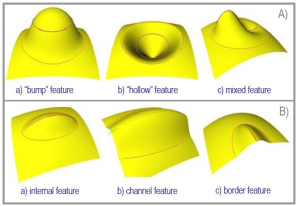 A)
a) "bump" feature b) "hollow" feature c) mixed feature
B)
a) internal feature b) channel feature c) border feature